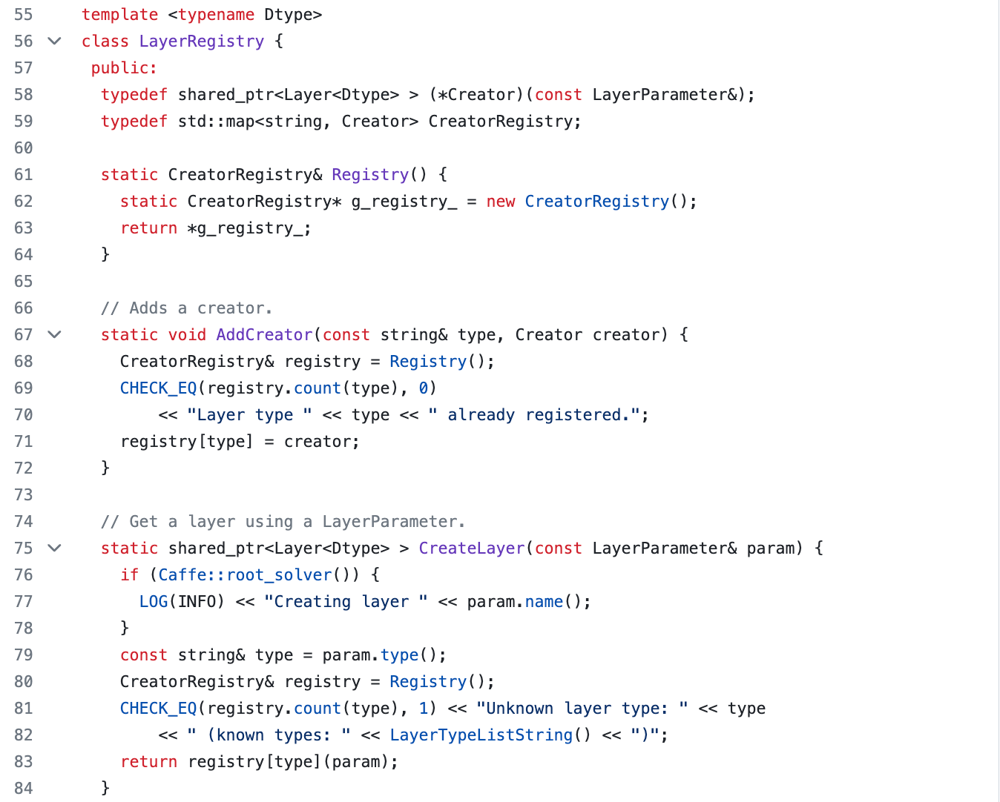 55 template <typename Dtype>
56 class LayerRegistry {
57  public:
58   typedef shared_ptr<Layer<Dtype> > (*Creator)(const LayerParameter&);
59   typedef std::map<string, Creator> CreatorRegistry;
60
61   static CreatorRegistry& Registry() {
62     static CreatorRegistry* g_registry_ = new CreatorRegistry();
63     return *g_registry_;
64   }
65
66   // Adds a creator.
67   static void AddCreator(const string& type, Creator creator) {
68     CreatorRegistry& registry = Registry();
69     CHECK_EQ(registry.count(type), 0)
70         << "Layer type " << type << " already registered.";
71     registry[type] = creator;
72   }
73
74   // Get a layer using a LayerParameter.
75   static shared_ptr<Layer<Dtype> > CreateLayer(const LayerParameter& param) {
76     if (Caffe::root_solver()) {
77       LOG(INFO) << "Creating layer " << param.name();
78     }
79     const string& type = param.type();
80     CreatorRegistry& registry = Registry();
81     CHECK_EQ(registry.count(type), 1) << "Unknown layer type: " << type
82         << " (known types: " << LayerTypeListString() << ")";
83     return registry[type](param);
84   }